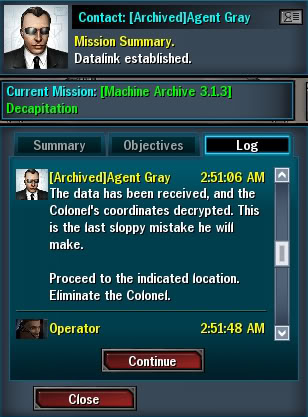 Contact: [Archived]Agent Gray
Mission Summary.
Datalink established.
Current Mission: [Machine Archive 3.1.3]
Decapitation
Summary
Objectives
Log
[Archived]Agent Gray 2:51:06 AM
The data has been received, and the
Colonel's coordinates decrypted. This
is the last sloppy mistake he will
make.
Proceed to the indicated location.
Eliminate the Colonel.
Operator 2:51:48 AM
Continue
Close